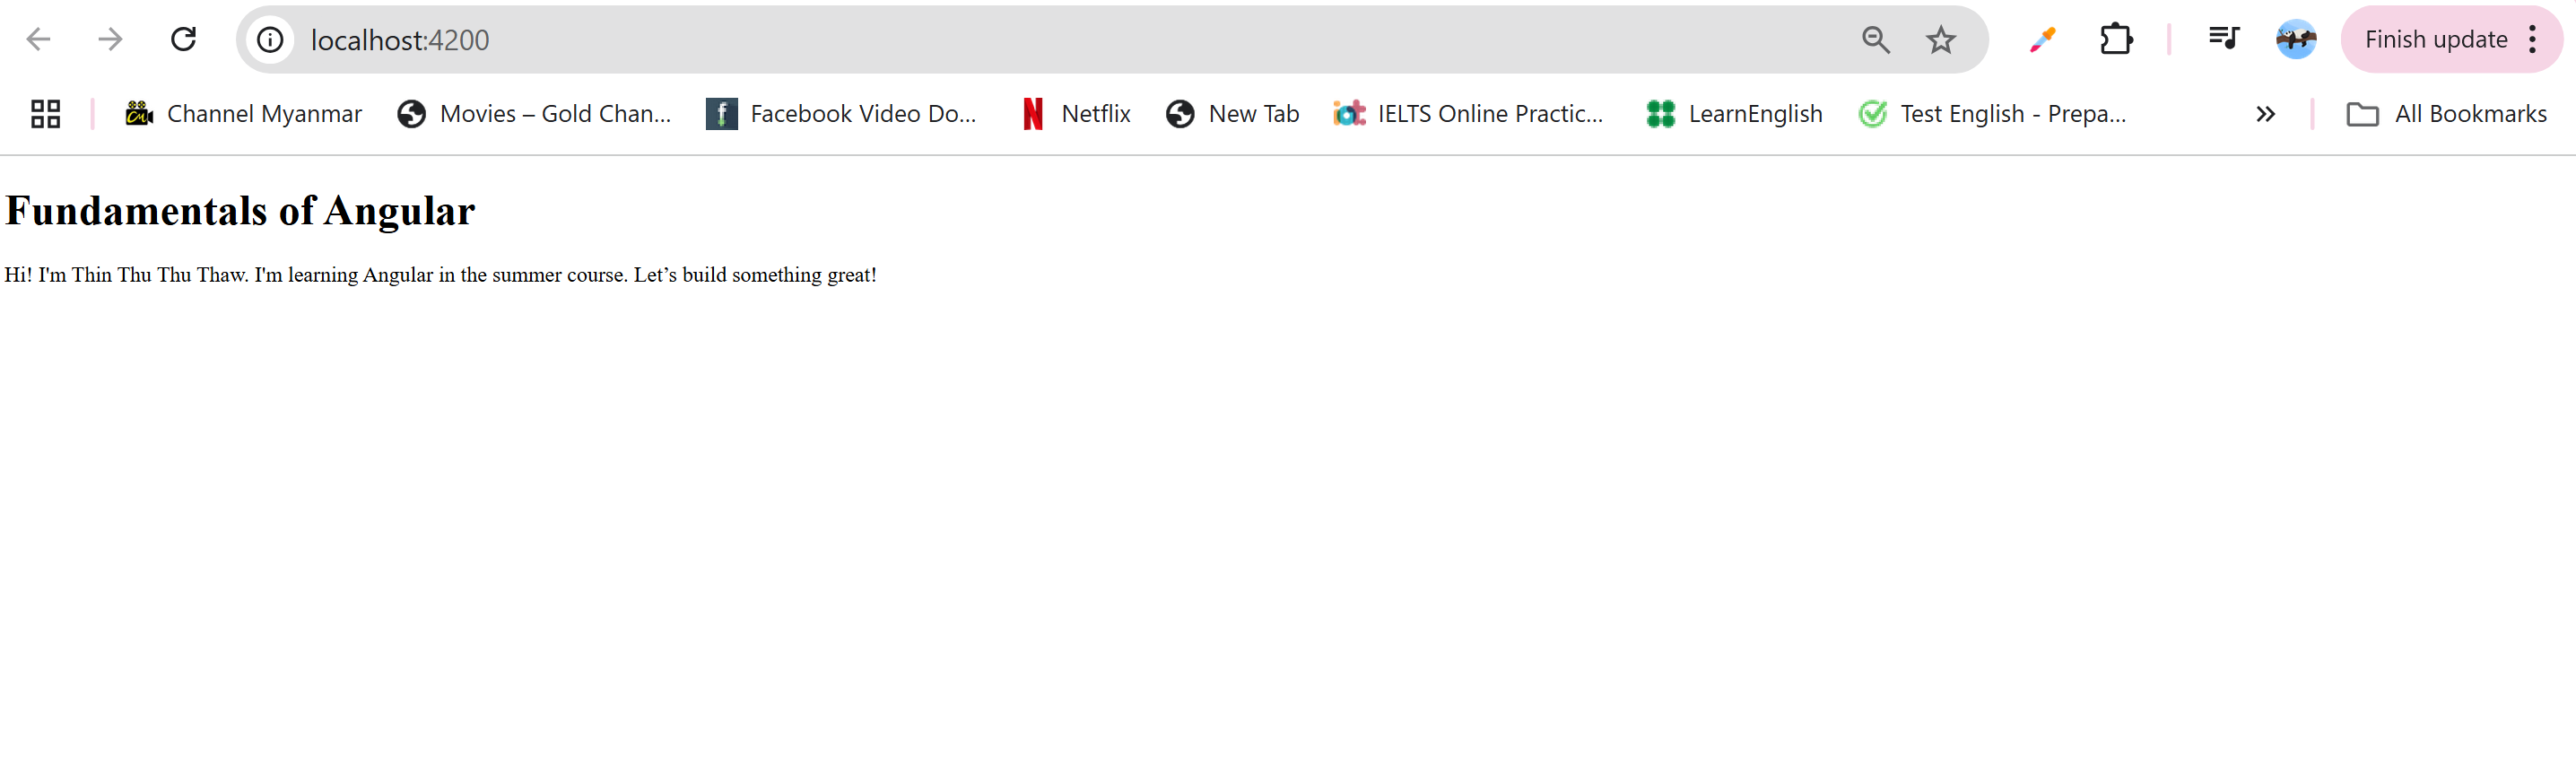 localhost:4200
Finish update
Channel Myanmar
Movies – Gold Chan...
Facebook Video Do...
Netflix
New Tab
IELTS Online Practic...
LearnEnglish
Test English - Prepa...
All Bookmarks
Fundamentals of Angular
Hi! I'm Thin Thu Thu Thaw. I'm learning Angular in the summer course. Let’s build something great!